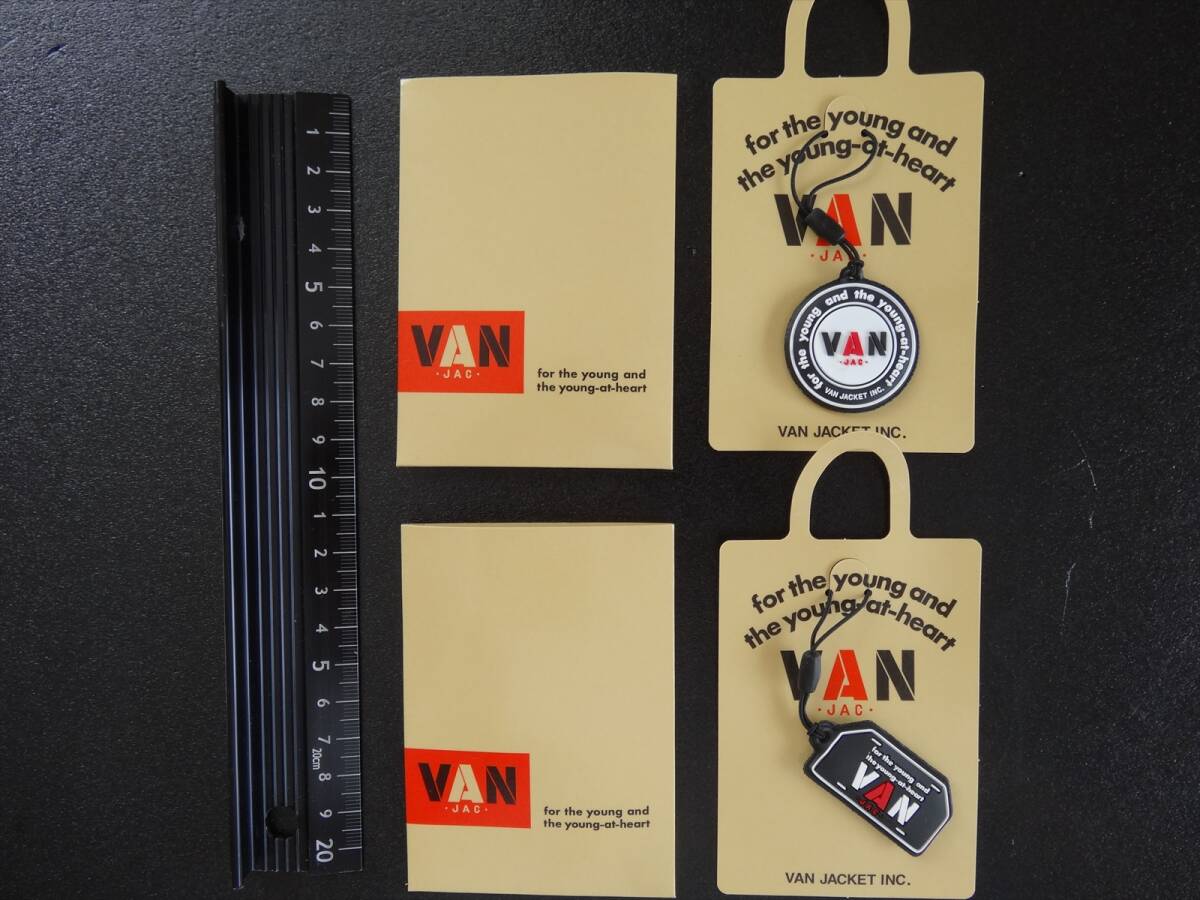 1
2
3
4
5
6
7
8
9
10
1
2
3
4
5
6
7
20cm
8
9
20
VAN
·JAC·
for the young and
the young-at-heart
for the young and
the young-at-heart
VAN
·JAC·
for the young and the young-at-heart
VAN
·JAC·
VAN JACKET INC.
VAN JACKET INC.
VAN
·JAC·
for the young and
the young-at-heart
for the young and
the young-at-heart
VAN
·JAC·
for the young and
the young-at-heart
VAN
·JAC·
VAN JACKET INC.